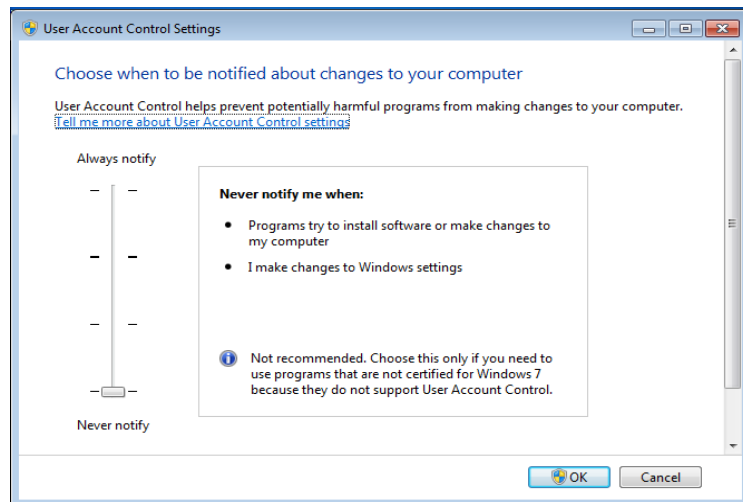 User Account Control Settings
Choose when to be notified about changes to your computer
User Account Control helps prevent potentially harmful programs from making changes to your computer.
Tell me more about User Account Control settings
Always notify
Never notify me when:
Programs try to install software or make changes to
my computer
I make changes to Windows settings
Not recommended. Choose this only if you need to
use programs that are not certified for Windows 7
because they do not support User Account Control.
Never notify
OK
Cancel